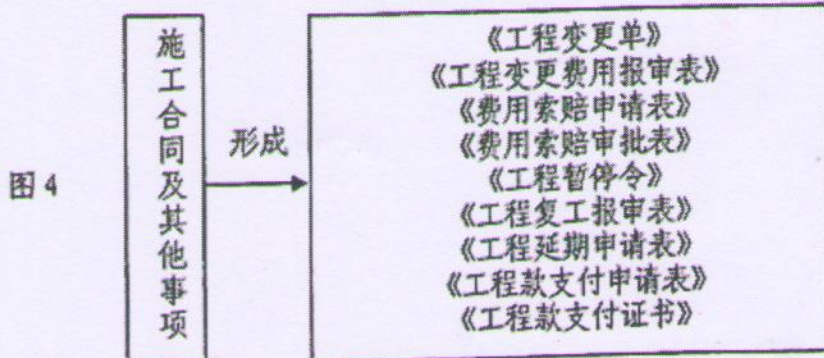 图4
施工合同及其他事项
形成
《工程变更单》
《工程变更费用报审表》
《费用索赔申请表》
《费用索赔审批表》
《工程暂停令》
《工程复工报审表》
《工程延期申请表》
《工程款支付申请表》
《工程款支付证书》